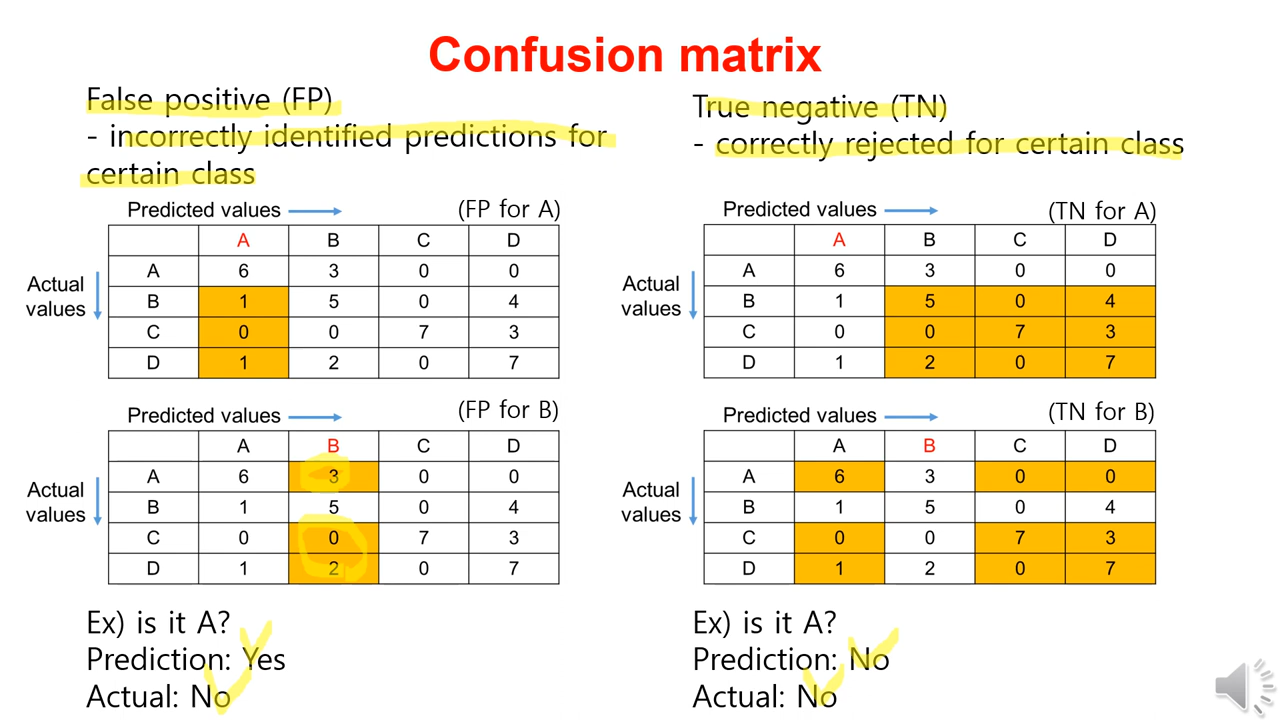 Confusion matrix
False positive (FP)
- incorrectly identified predictions for
certain class
Predicted values
(FP for A)
A B C D
Actual
values
A 6 3 0 0
B 1 5 0 4
C 0 0 7 3
D 1 2 0 7
Predicted values
(FP for B)
A B C D
Actual
values
A 6 3 0 0
B 1 5 0 4
C 0 0 7 3
D 1 2 0 7
Ex) is it A?
Prediction: Yes
Actual: No
True negative (TN)
- correctly rejected for certain class
Predicted values
(TN for A)
A B C D
Actual
values
A 6 3 0 0
B 1 5 0 4
C 0 0 7 3
D 1 2 0 7
Predicted values
(TN for B)
A B C D
Actual
values
A 6 3 0 0
B 1 5 0 4
C 0 0 7 3
D 1 2 0 7
Ex) is it A?
Prediction: No
Actual: No